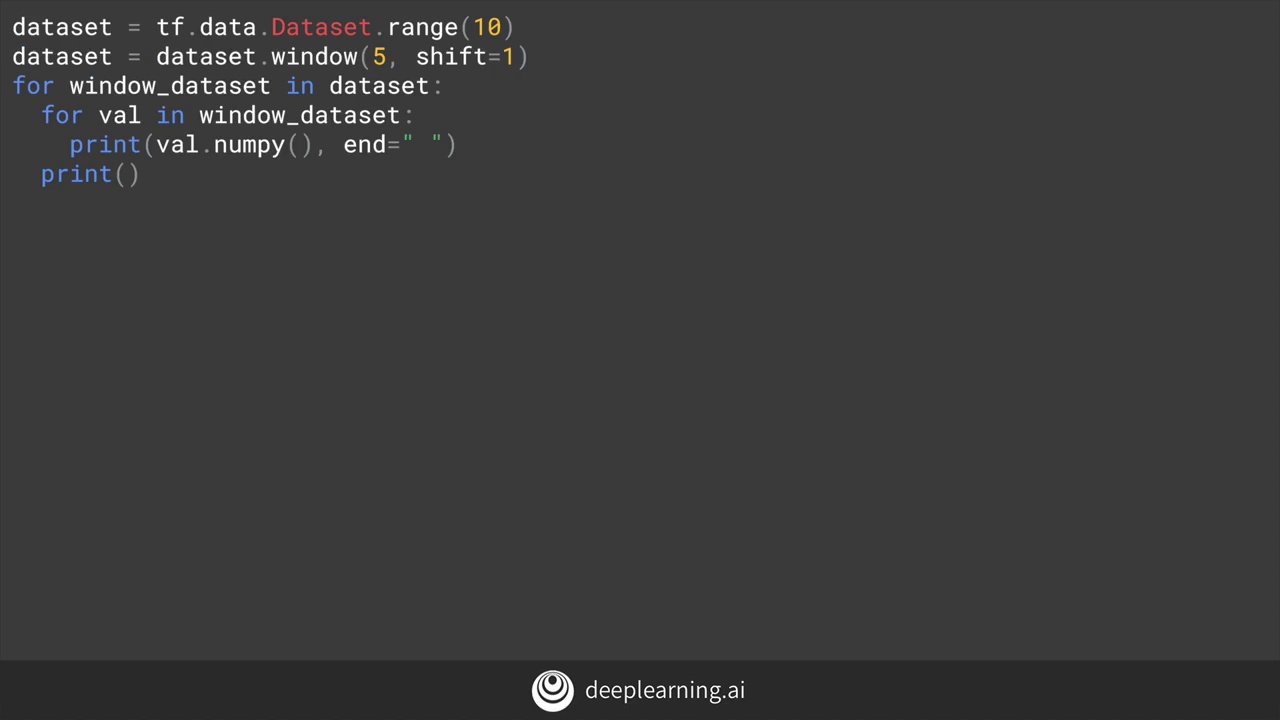 dataset = tf.data.Dataset.range(10)
dataset = dataset.window(5, shift=1)
for window_dataset in dataset:
  for val in window_dataset:
    print(val.numpy(), end=" ")
  print()
deeplearning.ai